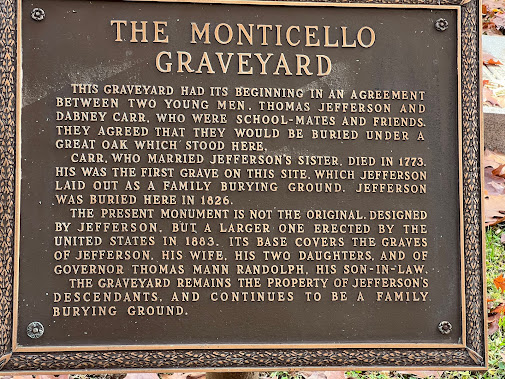 THE MONTICELLO
GRAVEYARD
THIS GRAVEYARD HAD ITS BEGINNING IN AN AGREEMENT
BETWEEN TWO YOUNG MEN, THOMAS JEFFERSON AND
DABNEY CARR, WHO WERE SCHOOL-MATES AND FRIENDS.
THEY AGREED THAT THEY WOULD BE BURIED UNDER A
GREAT OAK WHICH STOOD HERE.
CARR, WHO MARRIED JEFFERSON'S SISTER, DIED IN 1773.
HIS WAS THE FIRST GRAVE ON THIS SITE, WHICH JEFFERSON
LAID OUT AS A FAMILY BURYING GROUND. JEFFERSON
WAS BURIED HERE IN 1826.
THE PRESENT MONUMENT IS NOT THE ORIGINAL, DESIGNED
BY JEFFERSON, BUT A LARGER ONE ERECTED BY THE
UNITED STATES IN 1883. ITS BASE COVERS THE GRAVES
OF JEFFERSON, HIS WIFE, HIS TWO DAUGHTERS, AND OF
GOVERNOR THOMAS MANN RANDOLPH, HIS SON-IN-LAW.
THE GRAVEYARD REMAINS THE PROPERTY OF JEFFERSON'S
DESCENDANTS, AND CONTINUES TO BE A FAMILY
BURYING GROUND.